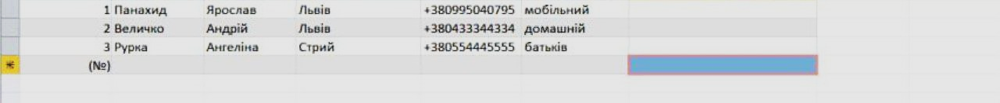 1 Панахид Ярослав Львів +380995040795 мобільний
2 Величко Андрій Львів +380433344334 домашній
3 Рурка Ангеліна Стрий +380554445555 батьків
(№)